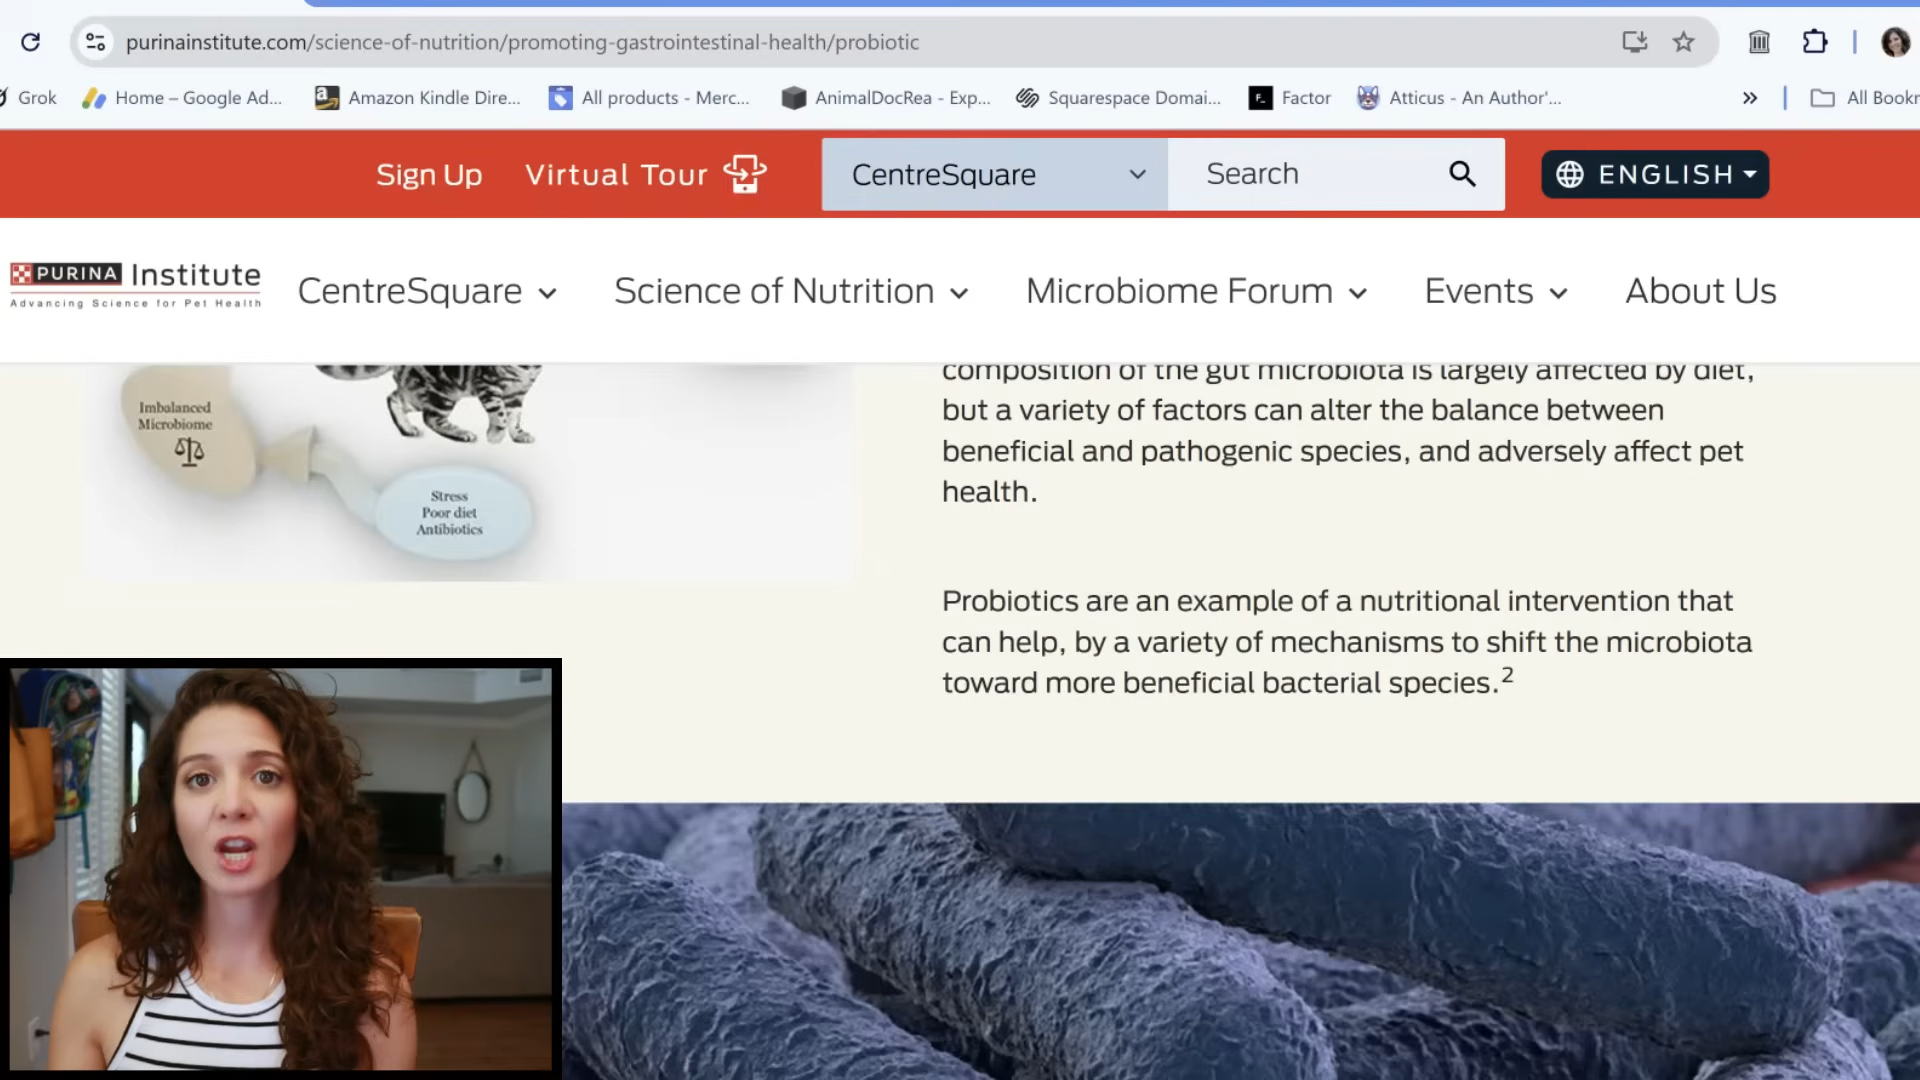 purinainstitute.com/science-of-nutrition/promoting-gastrointestinal-health/probiotic
Grok
Home – Google Ad...
Amazon Kindle Dire...
All products - Merc...
AnimalDocRea - Exp...
Squarespace Domai...
Factor
Atticus - An Author'...
All Bookr
Sign Up
Virtual Tour
CentreSquare
Search
ENGLISH
PURINA Institute
Advancing Science for Pet Health
CentreSquare
Science of Nutrition
Microbiome Forum
Events
About Us
Imbalanced
Microbiome
Stress
Poor diet
Antibiotics
composition of the gut microbiota is largely affected by diet,
but a variety of factors can alter the balance between
beneficial and pathogenic species, and adversely affect pet
health.
Probiotics are an example of a nutritional intervention that
can help, by a variety of mechanisms to shift the microbiota
toward more beneficial bacterial species.²